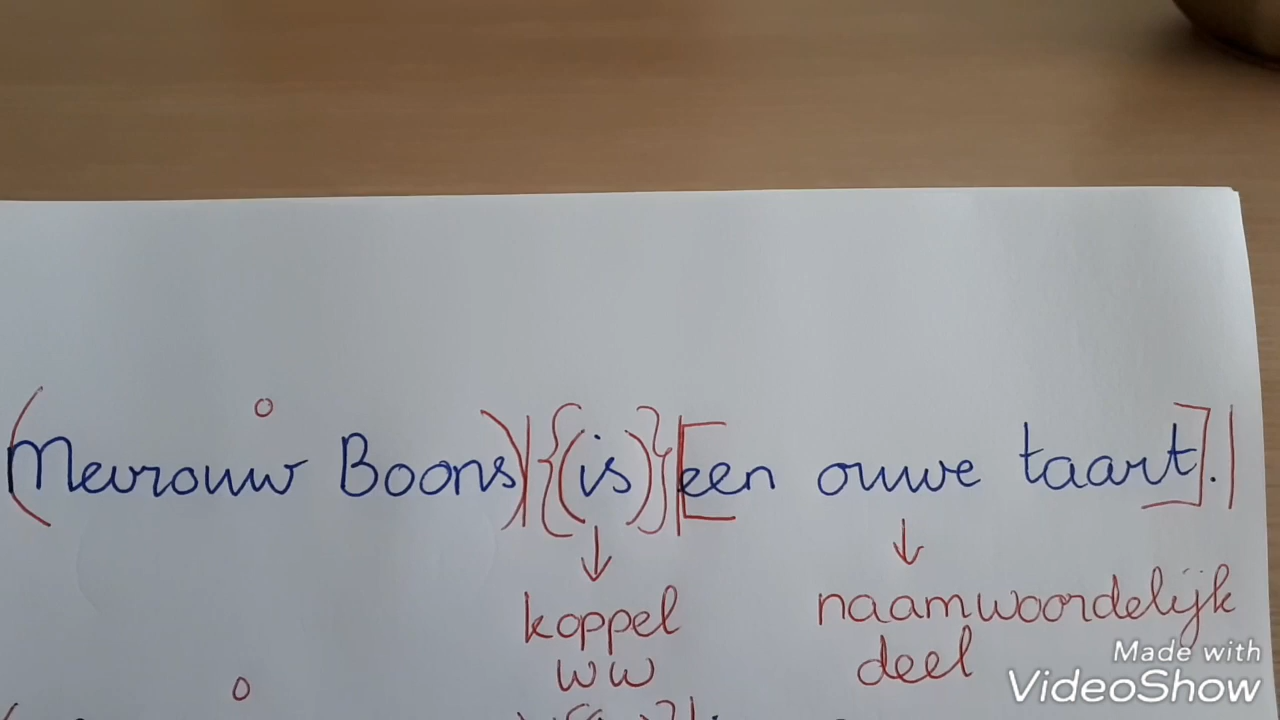 o
(Mevrouw Boons)|{(is)}|[een ouwe taart].|
↓ ↓
koppel naamwoordelijk
ww deel
o
Made with
VideoShow